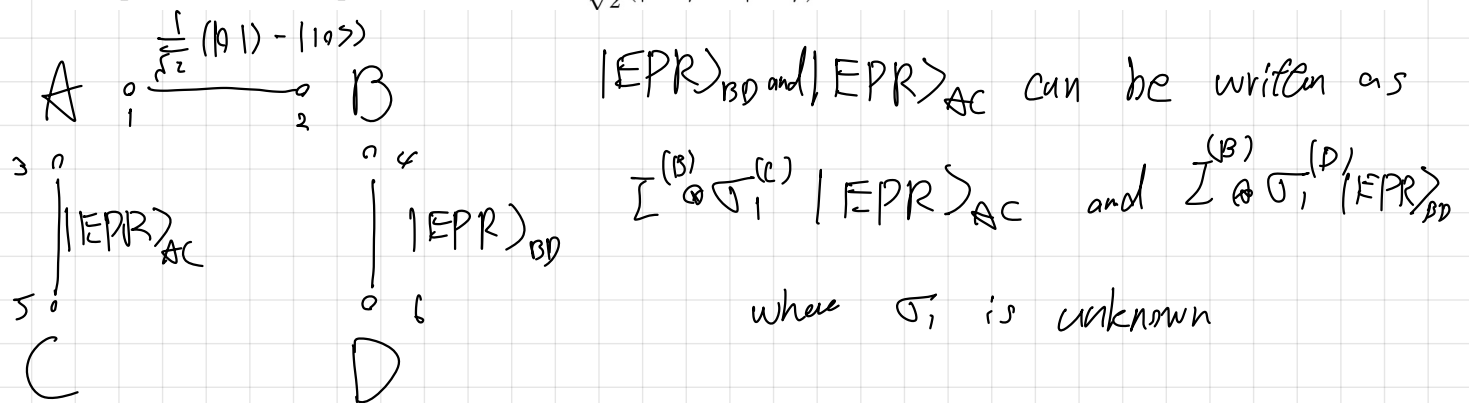 1/√2 (|01⟩ - |10⟩)
A 1 2 B
|EPR⟩_BD and |EPR⟩_AC can be written as
3 4
I^(B) ⊗ σ_1^(C) |EPR⟩_AC and I^(B) ⊗ σ_1^(D) |EPR⟩_BD
|EPR⟩_AC |EPR⟩_BD
5 6
where σ_1 is unknown
C D